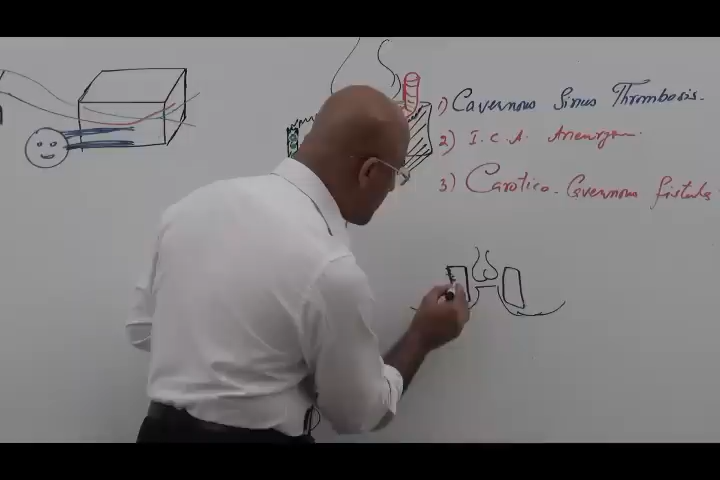 1) Cavernous Sinus Thrombosis.
2) I.C.A. Aneurysm.
3) Carotico-Cavernous fistula